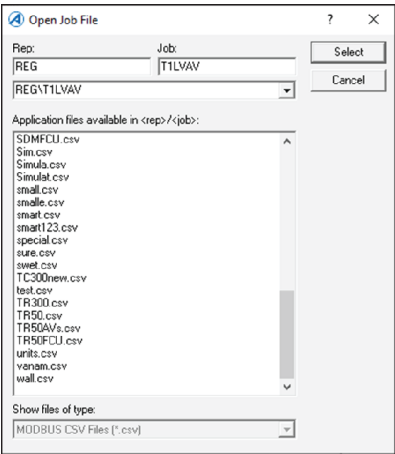 Open Job File
?
Rep:
Job:
Select
REG
T1LVAV
Cancel
REG\T1LVAV
Application files available in <rep>/<job>:
SDMFCU.csv
Sim.csv
Simula.csv
Simulat.csv
small.csv
smalle.csv
smart.csv
smart123.csv
special.csv
sure.csv
swet.csv
TC300new.csv
test.csv
TR300.csv
TR50.csv
TR50AVs.csv
TR50FCU.csv
units.csv
vanam.csv
wall.csv
Show files of type:
MODBUS CSV Files (*.csv)